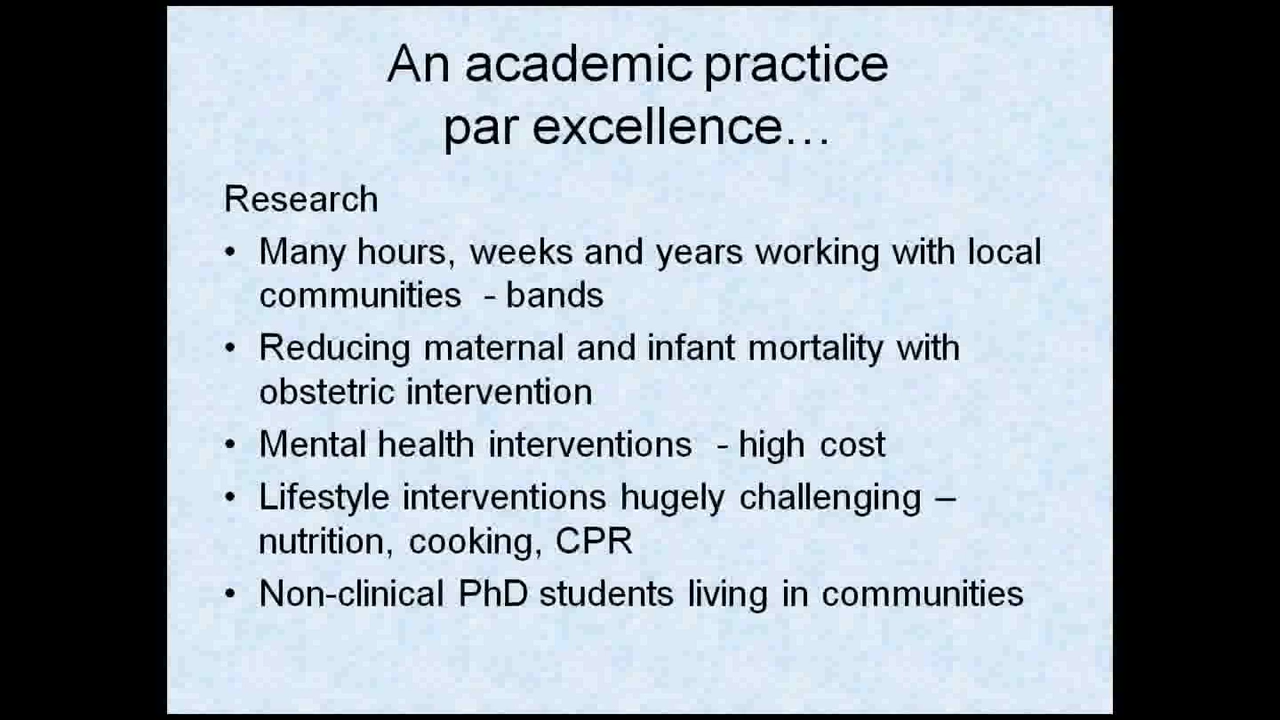 An academic practice
par excellence…
Research
• Many hours, weeks and years working with local
communities - bands
• Reducing maternal and infant mortality with
obstetric intervention
• Mental health interventions - high cost
• Lifestyle interventions hugely challenging –
nutrition, cooking, CPR
• Non-clinical PhD students living in communities